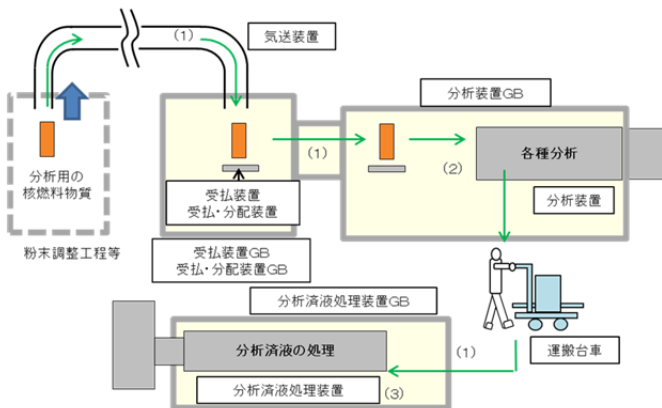 (1)
気送装置
分析用の
核燃料物質
粉末調整工程等
受払装置
受払・分配装置
受払装置GB
受払・分配装置GB
(1)
分析装置GB
(2)
各種分析
分析装置
運搬台車
(1)
分析済液処理装置GB
分析済液の処理
分析済液処理装置
(3)